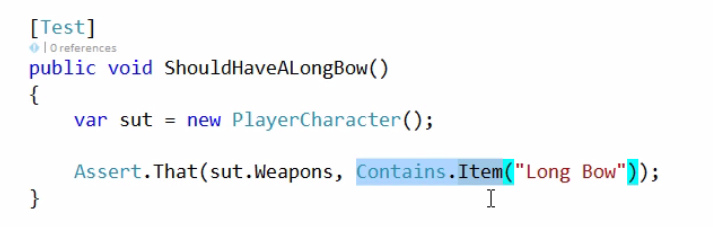 [Test]
| 0 references
public void ShouldHaveALongBow()
{
var sut = new PlayerCharacter();
Assert.That(sut.Weapons, Contains.Item("Long Bow"));
}